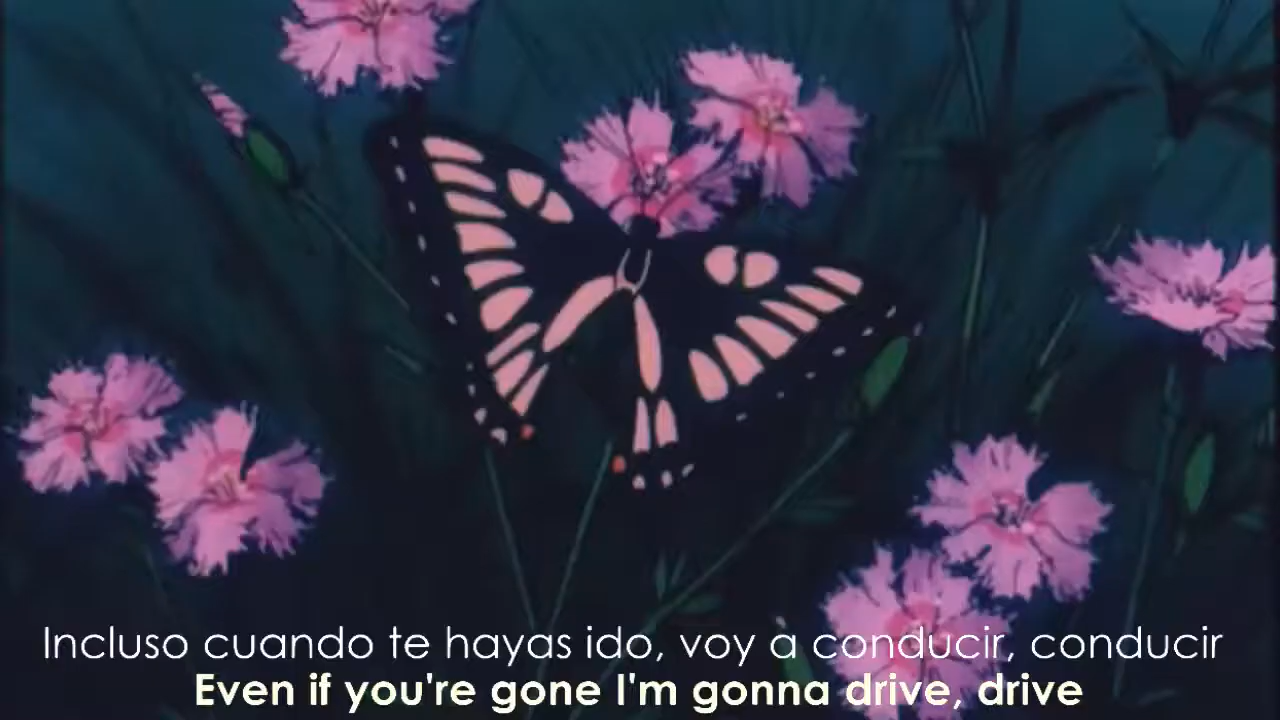 Incluso cuando te hayas ido, voy a conducir, conducir
Even if you're gone I'm gonna drive, drive